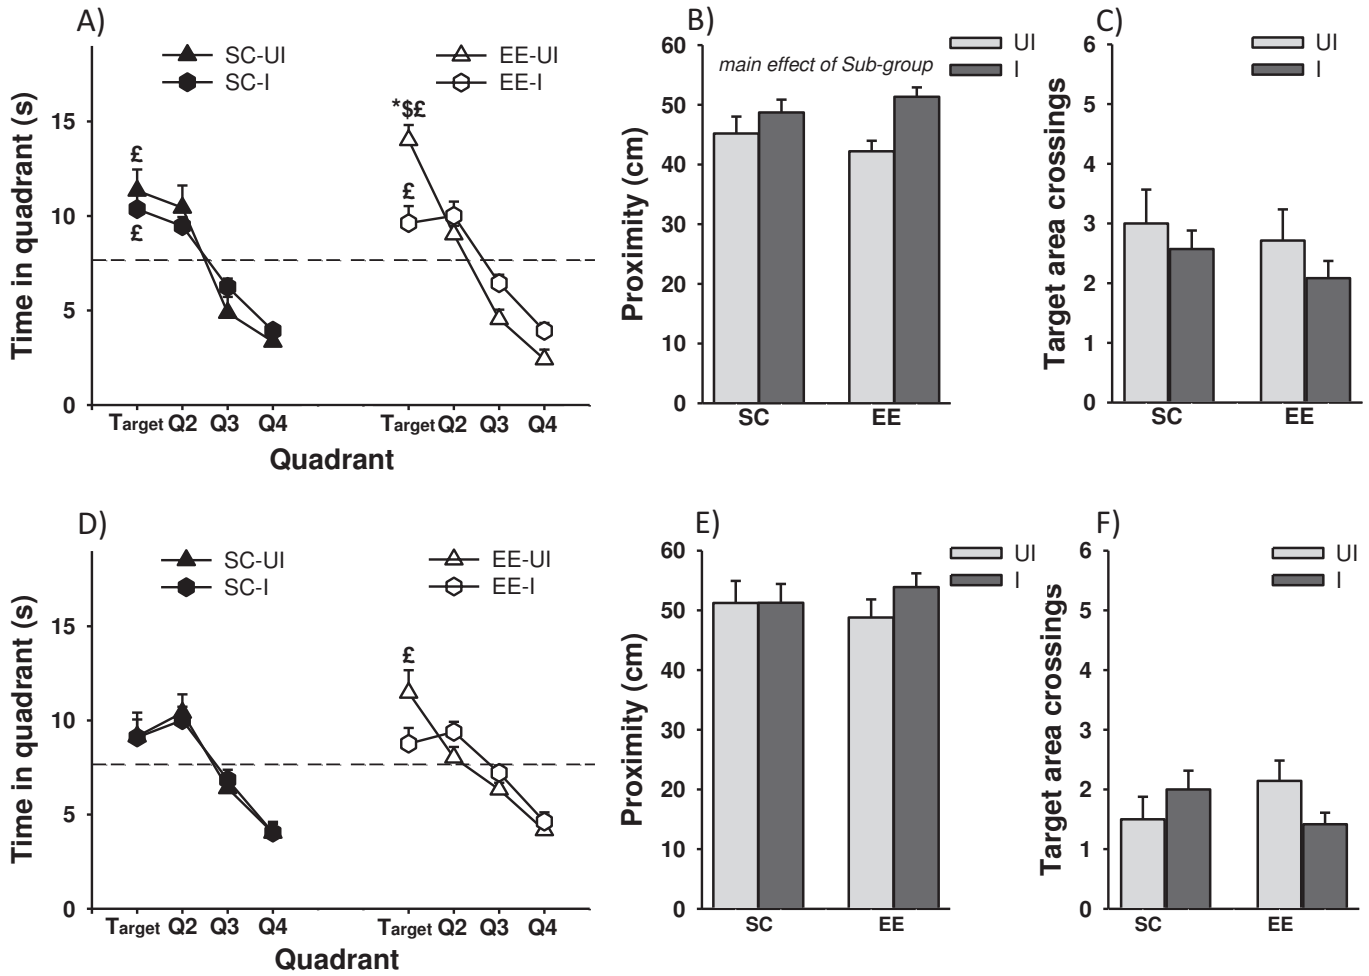 A)
SC-UI
SC-I
EE-UI
EE-I
Time in quadrant (s)
15
10
5
0
£
£
*$£
£
Target Q2 Q3 Q4
Target Q2 Q3 Q4
Quadrant
B)
UI
I
main effect of Sub-group
Proximity (cm)
60
50
40
30
20
10
0
SC EE
C)
UI
I
Target area crossings
6
5
4
3
2
1
0
SC EE
D)
SC-UI
SC-I
EE-UI
EE-I
Time in quadrant (s)
15
10
5
0
£
Target Q2 Q3 Q4
Target Q2 Q3 Q4
Quadrant
E)
UI
I
Proximity (cm)
60
50
40
30
20
10
0
SC EE
F)
UI
I
Target area crossings
6
5
4
3
2
1
0
SC EE